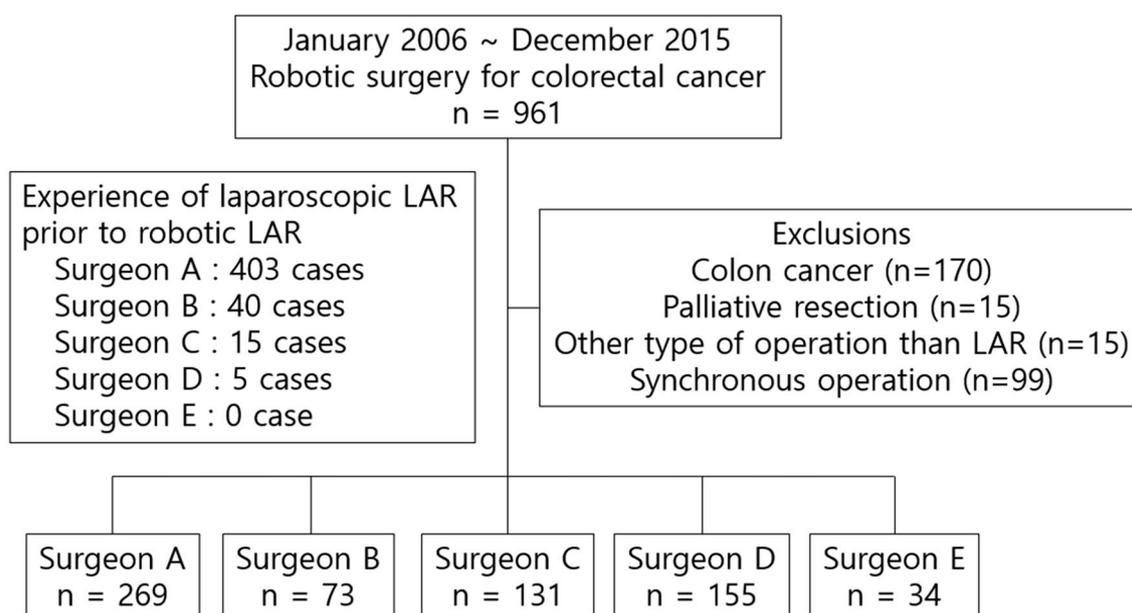 January 2006 ~ December 2015
Robotic surgery for colorectal cancer
n = 961
Experience of laparoscopic LAR
prior to robotic LAR
Surgeon A : 403 cases
Surgeon B : 40 cases
Surgeon C : 15 cases
Surgeon D : 5 cases
Surgeon E : 0 case
Exclusions
Colon cancer (n=170)
Palliative resection (n=15)
Other type of operation than LAR (n=15)
Synchronous operation (n=99)
Surgeon A
n = 269
Surgeon B
n = 73
Surgeon C
n = 131
Surgeon D
n = 155
Surgeon E
n = 34